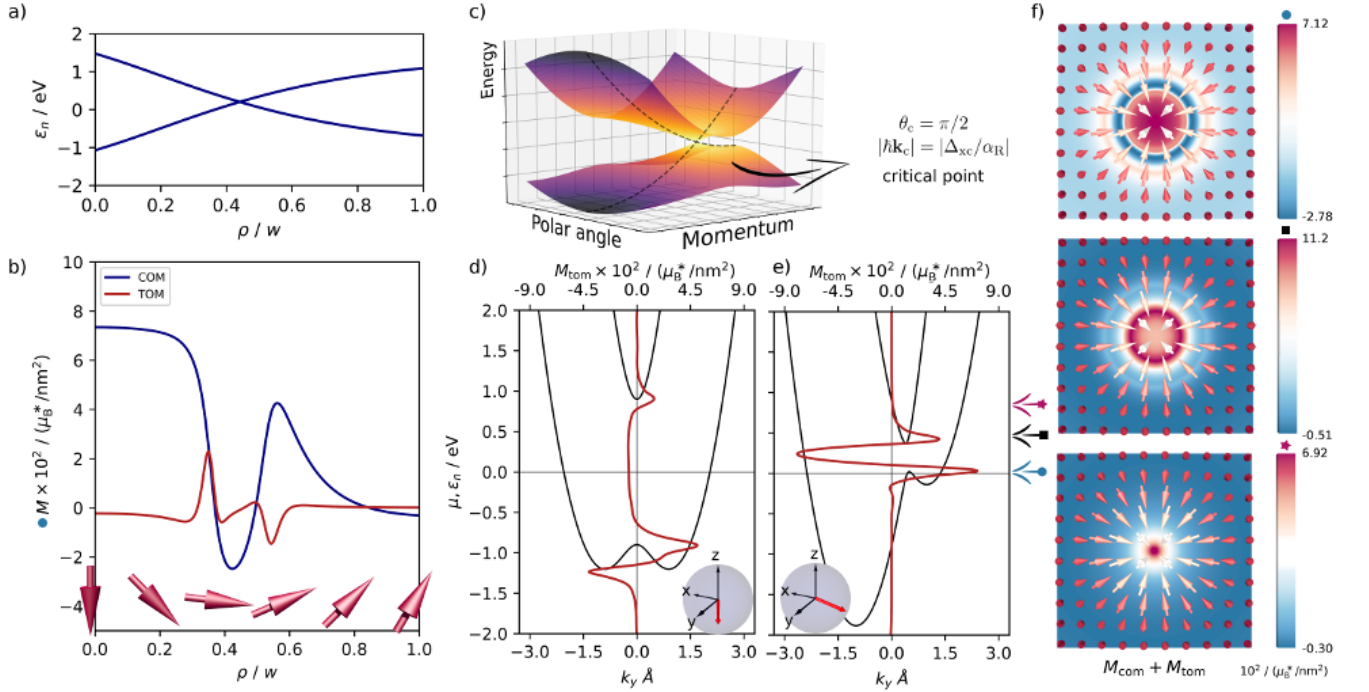 a)
2
1
0
−1
−2
εₙ / eV
0.0 0.2 0.4 0.6 0.8 1.0
ρ / w
b)
10
8
6
4
2
0
−2
−4
M × 10² / (μ_B*/nm²)
COM
TOM
0.0 0.2 0.4 0.6 0.8 1.0
ρ / w
c)
Energy
Polar angle
Momentum
θ_c = π/2
|ħk_c| = |Δ_xc/α_R|
critical point
d)
M_tom × 10² / (μ_B*/nm²)
-9.0 -4.5 0.0 4.5 9.0
2.0
1.5
1.0
0.5
0.0
−0.5
−1.0
−1.5
−2.0
μ, εₙ / eV
z
x
y
-3.0 -1.5 0.0 1.5 3.0
k_y Å
e)
M_tom × 10² / (μ_B*/nm²)
-9.0 -4.5 0.0 4.5 9.0
z
x
y
-3.0 -1.5 0.0 1.5 3.0
k_y Å
f)
7.12
-2.78
11.2
-0.51
6.92
-0.30
M_com + M_tom
10² / (μ_B*/nm²)